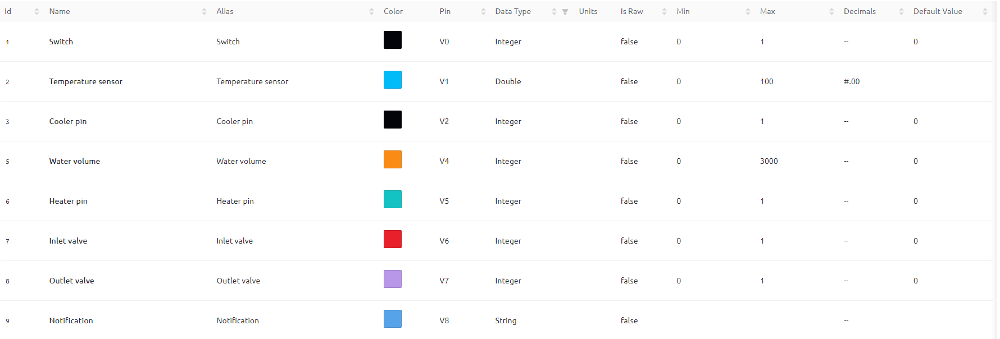 Id Name Alias Color Pin Data Type Units Is Raw Min Max Decimals Default Value
1 Switch Switch V0 Integer false 0 1 -- 0
2 Temperature sensor Temperature sensor V1 Double false 0 100 #.00
3 Cooler pin Cooler pin V2 Integer false 0 1 -- 0
5 Water volume Water volume V4 Integer false 0 3000 -- 0
6 Heater pin Heater pin V5 Integer false 0 1 -- 0
7 Inlet valve Inlet valve V6 Integer false 0 1 -- 0
8 Outlet valve Outlet valve V7 Integer false 0 1 -- 0
9 Notification Notification V8 String false --